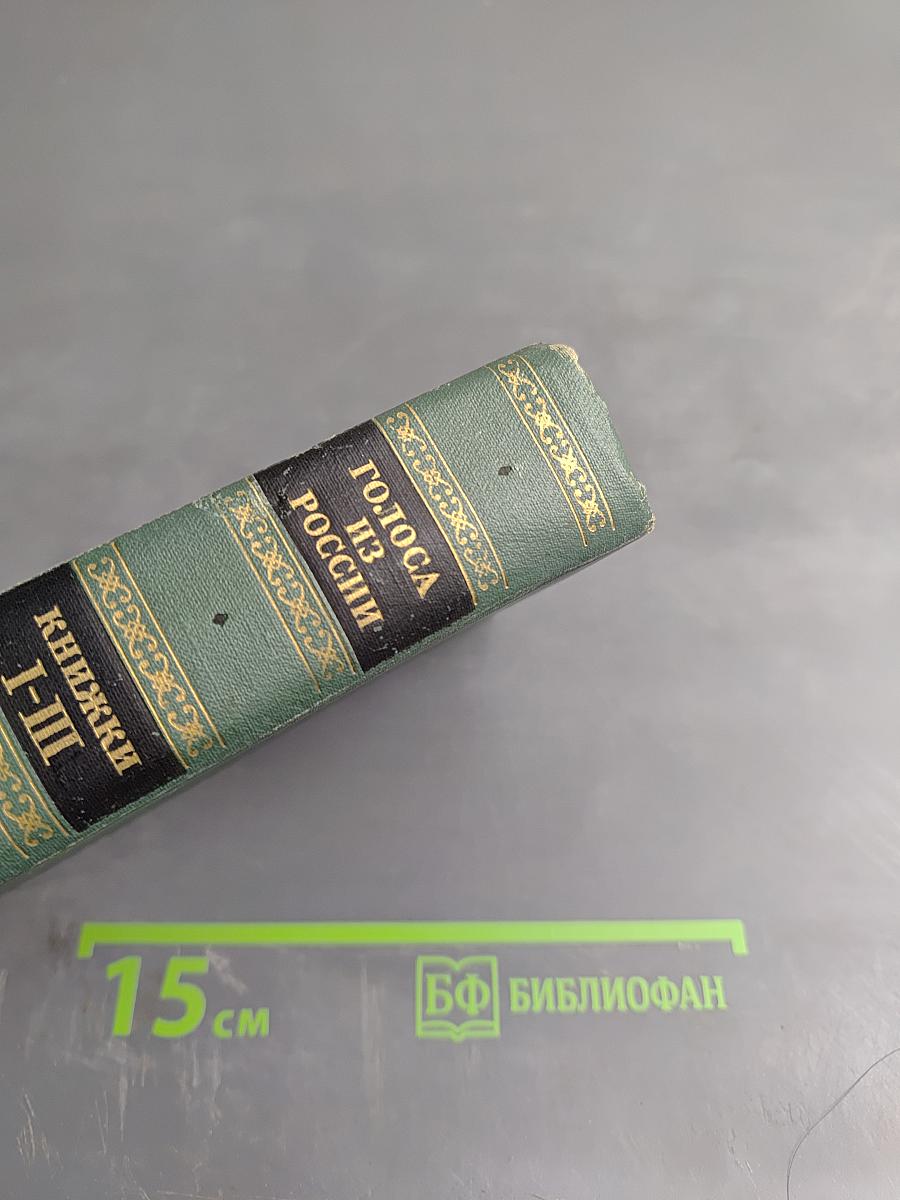 ГОЛОСА
ИЗ
РОССИИ
КНИЖКИ
I-III
15 см
БФ БИБЛИОФАН